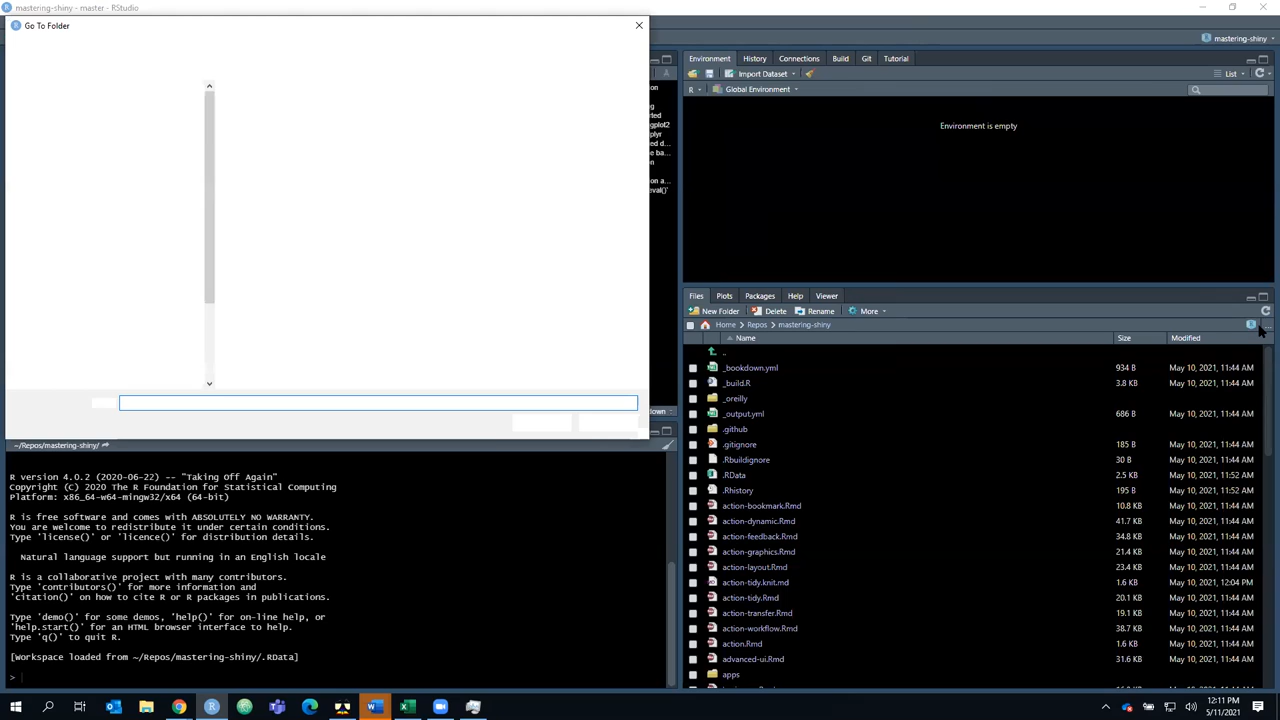 mastering-shiny - master - RStudio
Go To Folder
mastering-shiny
Environment History Connections Build Git Tutorial
Import Dataset List
R Global Environment
Environment is empty
on
ng
rted
gplot2
plyr
d d...
e ba...
on
on a...
eval()'
down
Files Plots Packages Help Viewer
New Folder Delete Rename More
Home Repos mastering-shiny ...
Name Size Modified
..
_bookdown.yml 934 B May 10, 2021, 11:44 AM
_build.R 3.8 KB May 10, 2021, 11:44 AM
_oreilly
_output.yml 686 B May 10, 2021, 11:44 AM
.github
.gitignore 185 B May 10, 2021, 11:44 AM
.Rbuildignore 30 B May 10, 2021, 11:44 AM
.RData 2.5 KB May 10, 2021, 11:52 AM
.Rhistory 195 B May 10, 2021, 11:52 AM
action-bookmark.Rmd 10.8 KB May 10, 2021, 11:44 AM
action-dynamic.Rmd 41.7 KB May 10, 2021, 11:44 AM
action-feedback.Rmd 34.8 KB May 10, 2021, 11:44 AM
action-graphics.Rmd 21.4 KB May 10, 2021, 11:44 AM
action-layout.Rmd 23.4 KB May 10, 2021, 11:44 AM
action-tidy.knit.md 1.6 KB May 10, 2021, 12:04 PM
action-tidy.Rmd 20.1 KB May 10, 2021, 11:44 AM
action-transfer.Rmd 19.1 KB May 10, 2021, 11:44 AM
action-workflow.Rmd 38.7 KB May 10, 2021, 11:44 AM
action.Rmd 1.6 KB May 10, 2021, 11:44 AM
advanced-ui.Rmd 31.6 KB May 10, 2021, 11:44 AM
apps
~/Repos/mastering-shiny/
R version 4.0.2 (2020-06-22) -- "Taking Off Again"
Copyright (C) 2020 The R Foundation for Statistical Computing
Platform: x86_64-w64-mingw32/x64 (64-bit)
R is free software and comes with ABSOLUTELY NO WARRANTY.
You are welcome to redistribute it under certain conditions.
Type 'license()' or 'licence()' for distribution details.
Natural language support but running in an English locale
R is a collaborative project with many contributors.
Type 'contributors()' for more information and
'citation()' on how to cite R or R packages in publications.
Type 'demo()' for some demos, 'help()' for on-line help, or
'help.start()' for an HTML browser interface to help.
Type 'q()' to quit R.
[Workspace loaded from ~/Repos/mastering-shiny/.RData]
>
12:11 PM
5/11/2021